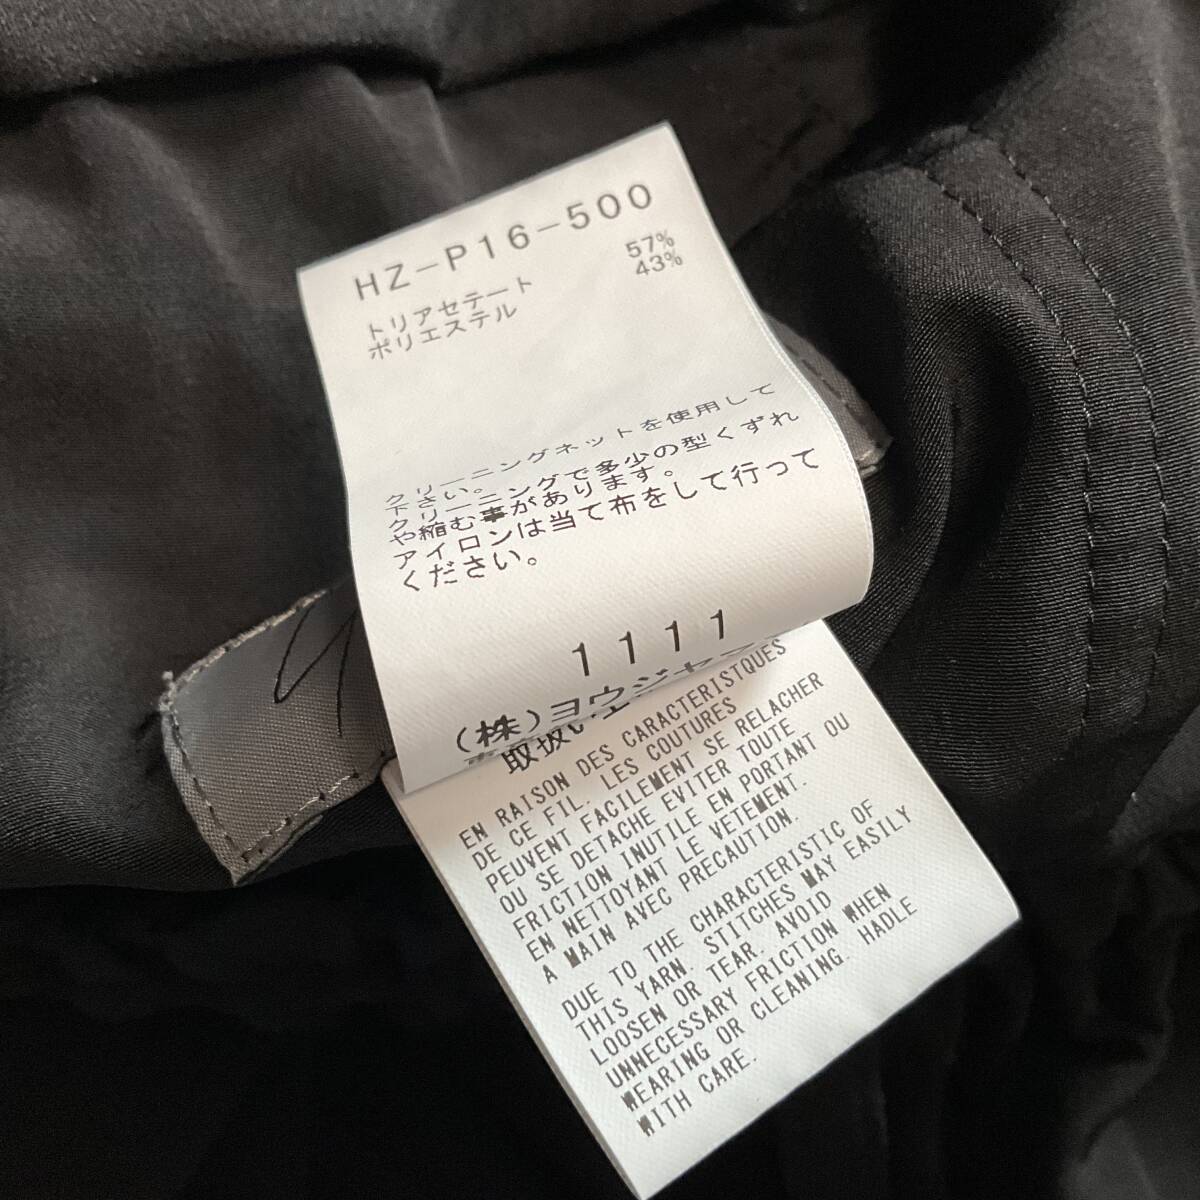 HZ-P16-500
トリアセテート 57%
ポリエステル 43%
クリーニングネットを使用して
下さい。
クリーニングで多少の型くずれ
や縮む事があります。
アイロンは当て布をして行って
ください。
1111
(株)ヨウジヤマ
取扱い
EN RAISON DES CARACTERISTQUES
DE CE FIL. LES COUTURES
PEUVENT FACILEMENT SE RELACHER
OU SE DETACHE EVITER TOUTE
FRICTION INUTILE EN PORTANT OU
EN NETTOYANT LE VETEMENT.
A MAIN AVEC PRECAUTION.
DUE TO THE CHARACTERISTIC OF
THIS YARN. STITCHES MAY EASILY
LOOSEN OR TEAR. AVOID
UNNECESSARY FRICTION WHEN
WEARING OR CLEANING. HADLE
WITH CARE.